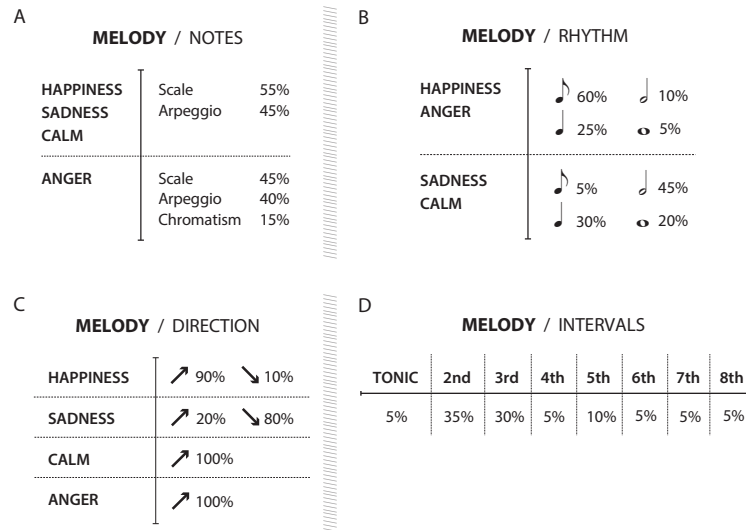 A
MELODY / NOTES
HAPPINESS
SADNESS
CALM
Scale 55%
Arpeggio 45%
ANGER
Scale 45%
Arpeggio 40%
Chromatism 15%
B
MELODY / RHYTHM
HAPPINESS
ANGER
60% 10%
25% 5%
SADNESS
CALM
5% 45%
30% 20%
C
MELODY / DIRECTION
HAPPINESS 90% 10%
SADNESS 20% 80%
CALM 100%
ANGER 100%
D
MELODY / INTERVALS
TONIC 2nd 3rd 4th 5th 6th 7th 8th
5% 35% 30% 5% 10% 5% 5% 5%